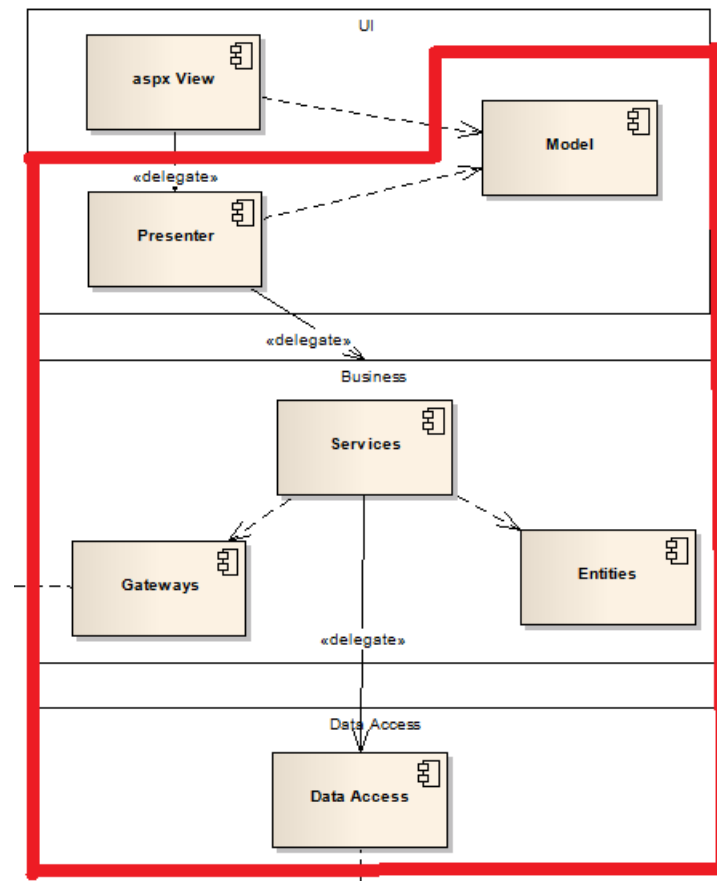 UI
aspx View
Model
«delegate»
Presenter
«delegate»
Business
Services
Gateways
Entities
«delegate»
Data Access
Data Access